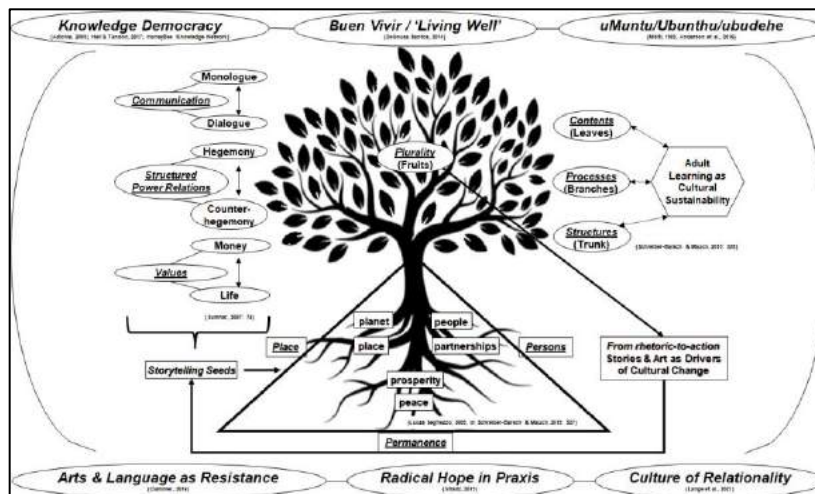 Knowledge Democracy
Buen Vivir / 'Living Well'
uMuntu/Ubunthu/ubudehe
Monologue
Communication
Dialogue
Hegemony
Structured
Power Relations
Counter-
hegemony
Money
Values
Life
Storytelling Seeds
Plurality
(Fruits)
Contents
(Leaves)
Processes
(Branches)
Structures
(Trunk)
Adult
Learning as
Cultural
Sustainability
planet
people
Place
place
partnerships
Persons
prosperity
peace
Permanence
From rhetoric-to-action
Stories & Art as Drivers
of Cultural Change
Arts & Language as Resistance
Radical Hope in Praxis
Culture of Relationality